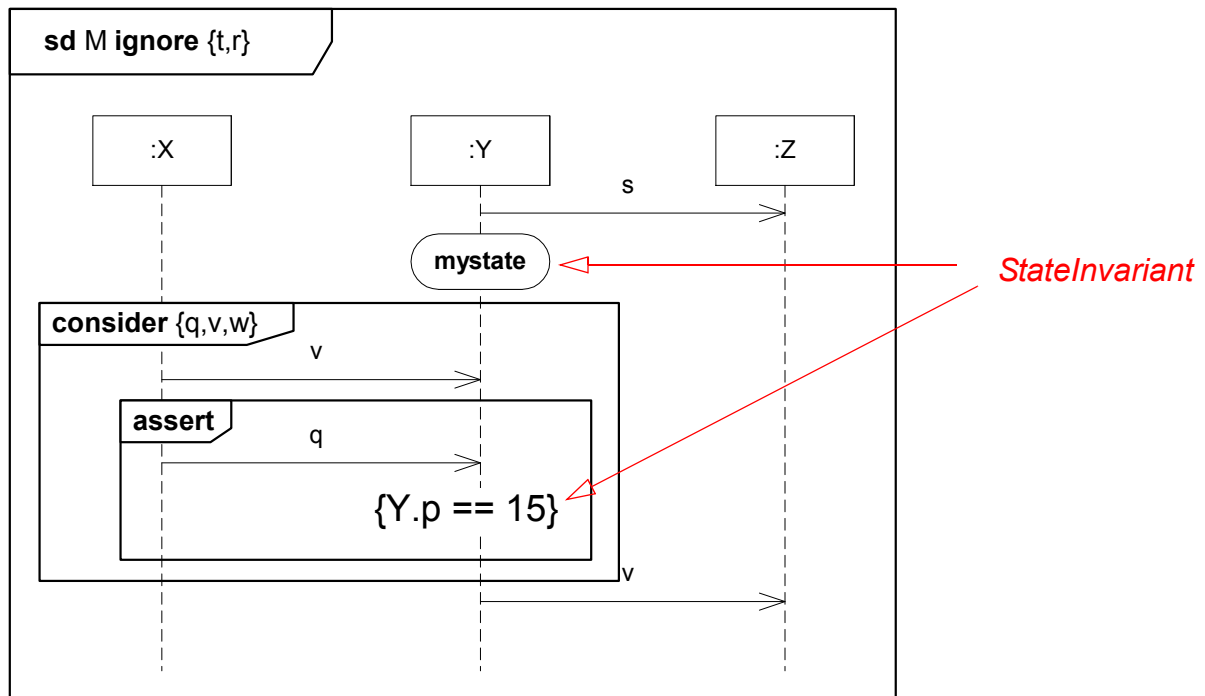 sd M ignore {t,r}
:X
:Y
:Z
s
mystate
StateInvariant
consider {q,v,w}
v
assert
q
{Y.p == 15}
v